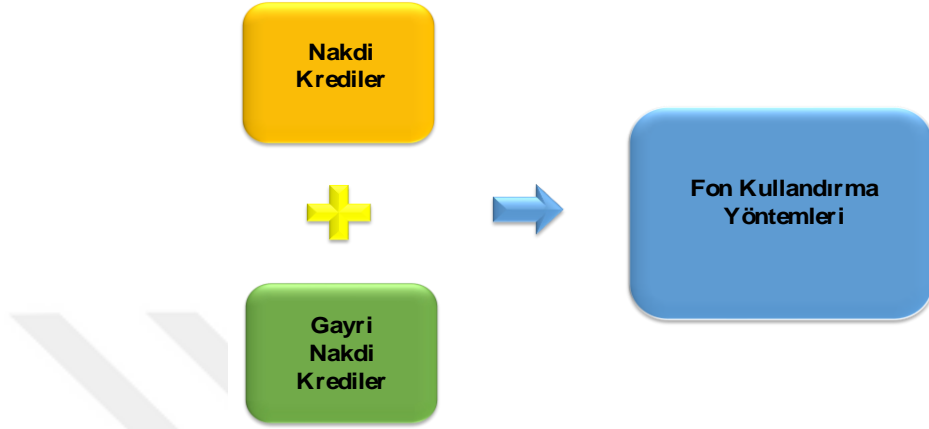 Nakdi
Krediler
Fon Kullandırma
Yöntemleri
Gayri
Nakdi
Krediler